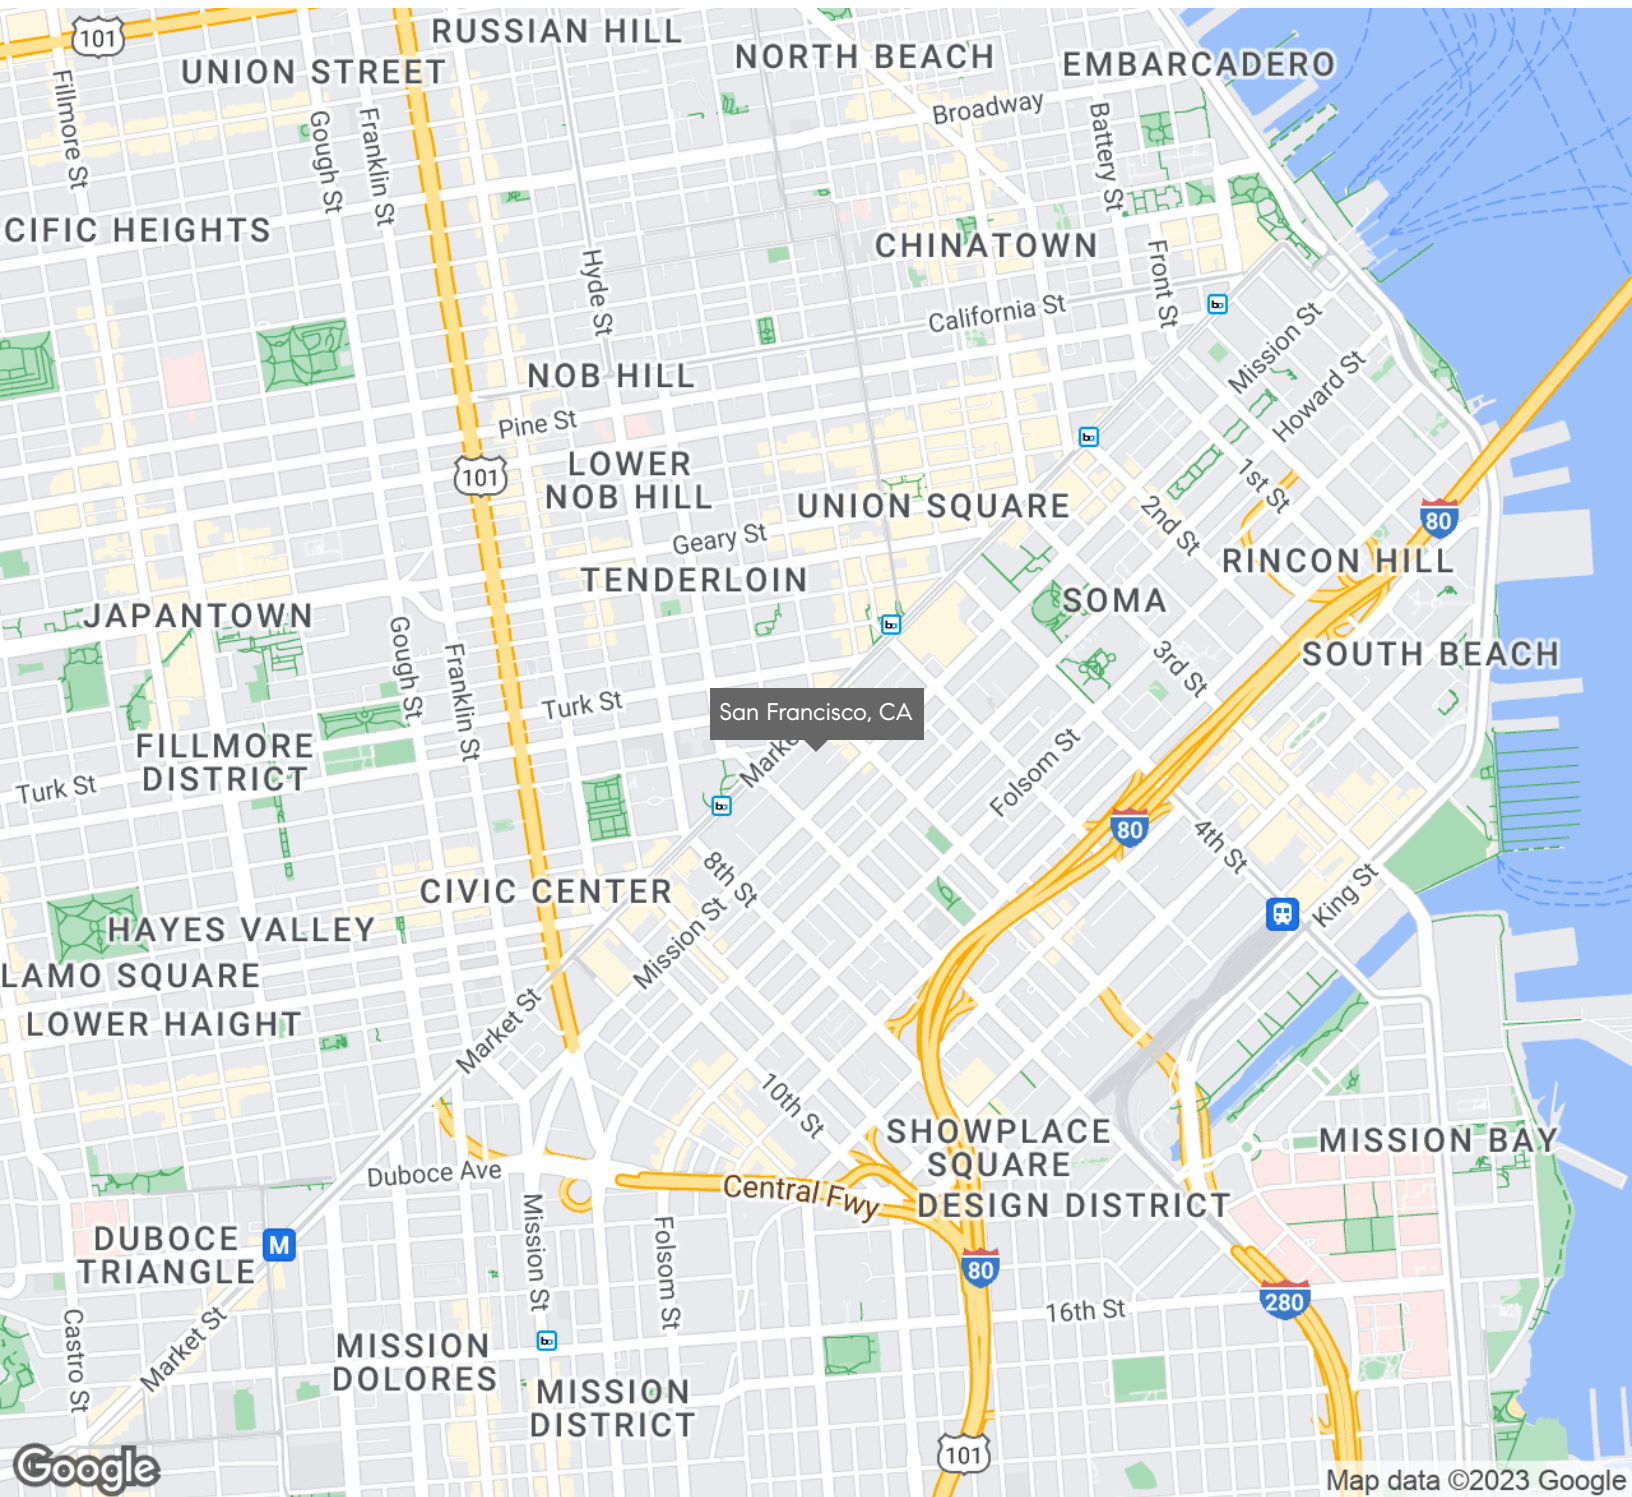 RUSSIAN HILL
101
NORTH BEACH
UNION STREET
EMBARCADERO
Fillmore St
Gough St
Franklin St
Broadway
Battery St
CIFIC HEIGHTS
CHINATOWN
Hyde St
Front St
California St
Mission St
Howard St
NOB HILL
Pine St
101
LOWER
NOB HILL
UNION SQUARE
1st St
2nd St
80
Geary St
RINCON HILL
TENDERLOIN
SOMA
JAPANTOWN
Gough St
Franklin St
SOUTH BEACH
3rd St
Turk St
San Francisco, CA
FILLMORE
DISTRICT
Marke
Folsom St
Turk St
80
4th St
8th St
CIVIC CENTER
King St
HAYES VALLEY
Mission St
LAMO SQUARE
LOWER HAIGHT
Market St
10th St
SHOWPLACE
SQUARE
MISSION BAY
Duboce Ave
Central Fwy
DESIGN DISTRICT
Mission St
Folsom St
DUBOCE
TRIANGLE
M
80
280
16th St
Castro St
Market St
MISSION
DOLORES
MISSION
DISTRICT
101
Google
Map data ©2023 Google